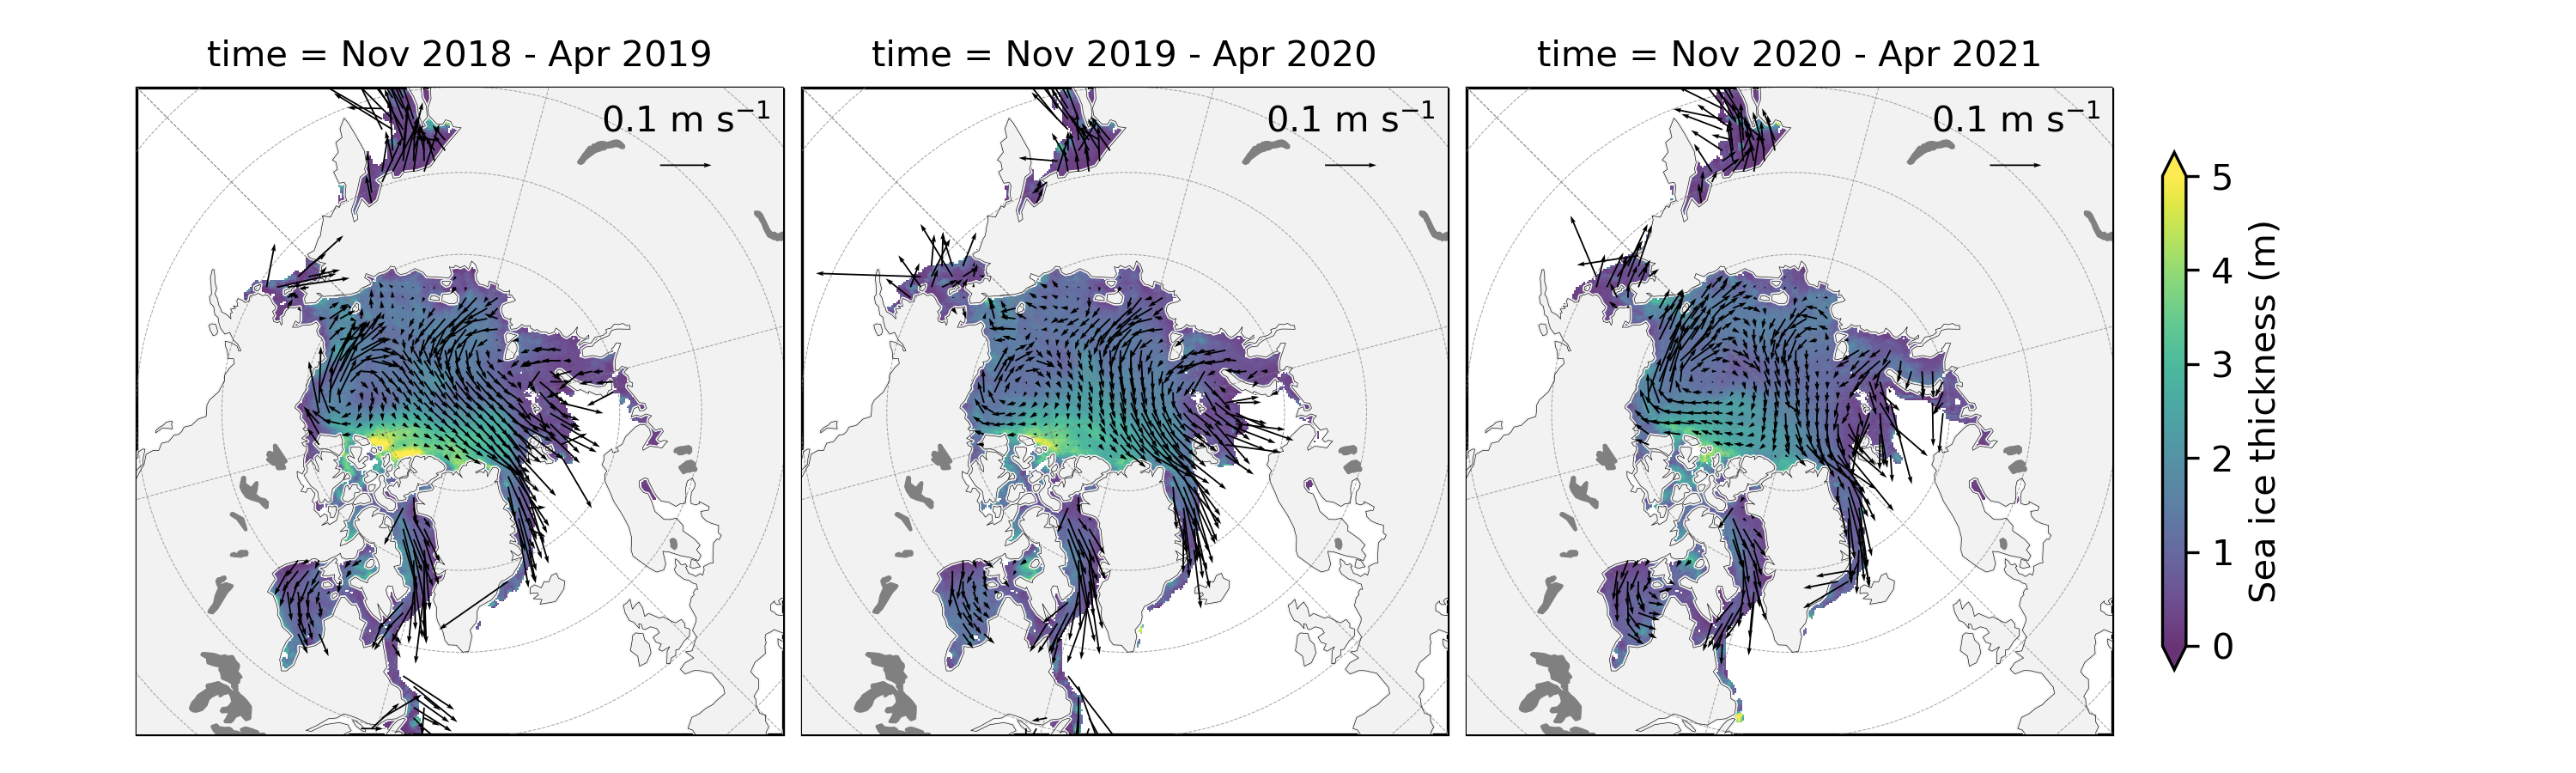 time = Nov 2018 - Apr 2019
time = Nov 2019 - Apr 2020
time = Nov 2020 - Apr 2021
0.1 m s⁻¹
0.1 m s⁻¹
0.1 m s⁻¹
5
4
3
2
1
0
Sea ice thickness (m)